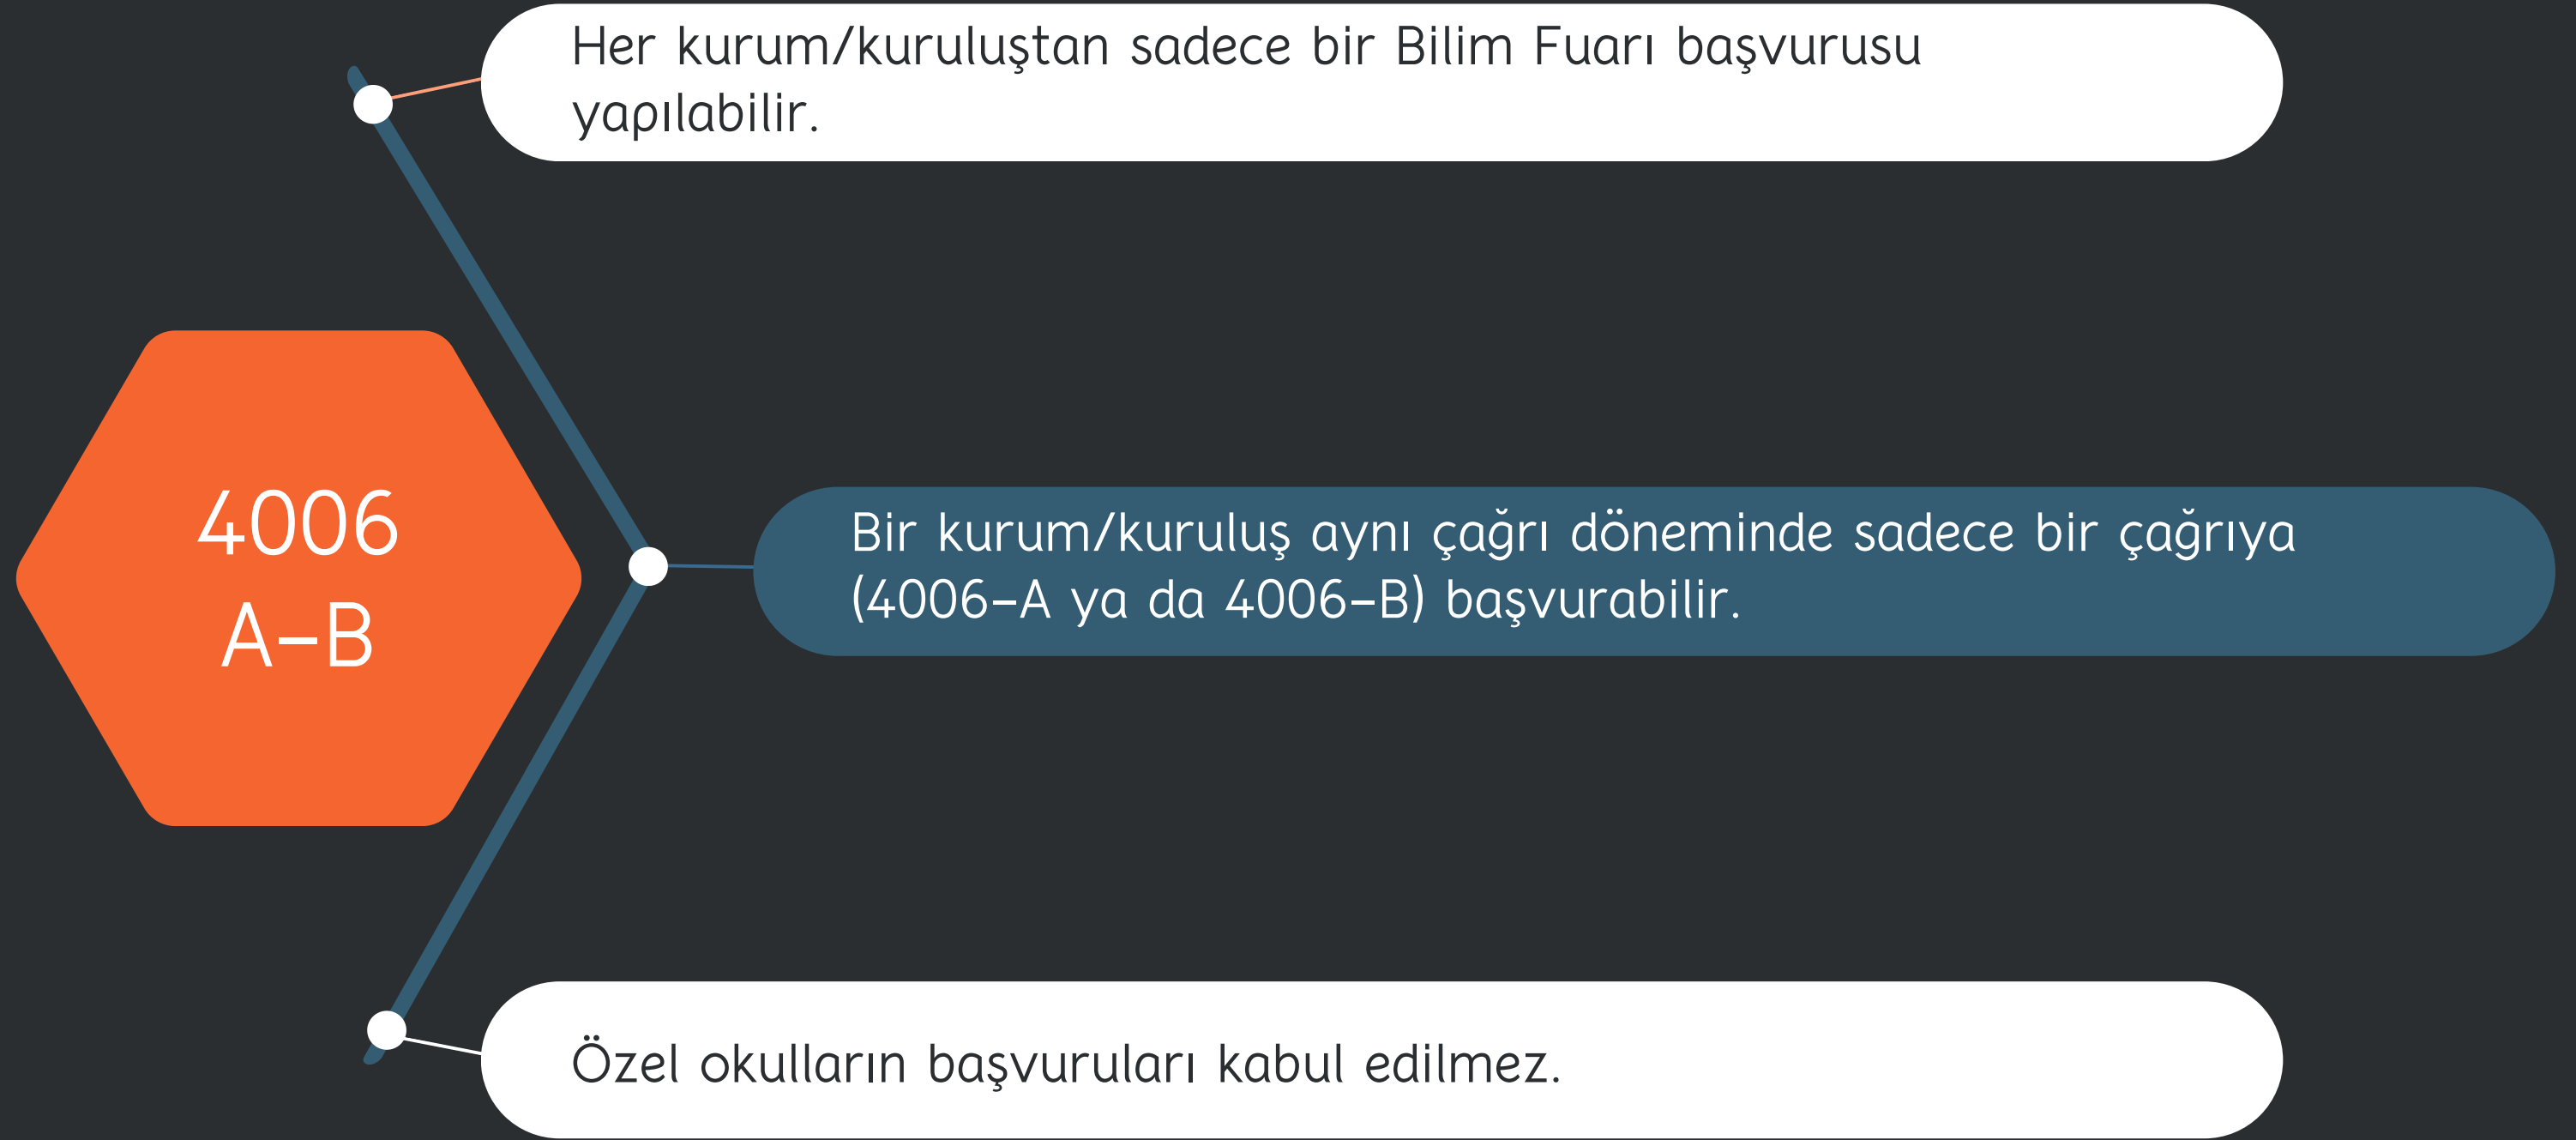 Her kurum/kuruluştan sadece bir Bilim Fuarı başvurusu
yapılabilir.
4006
A–B
Bir kurum/kuruluş aynı çağrı döneminde sadece bir çağrıya
(4006–A ya da 4006–B) başvurabilir.
Özel okulların başvuruları kabul edilmez.